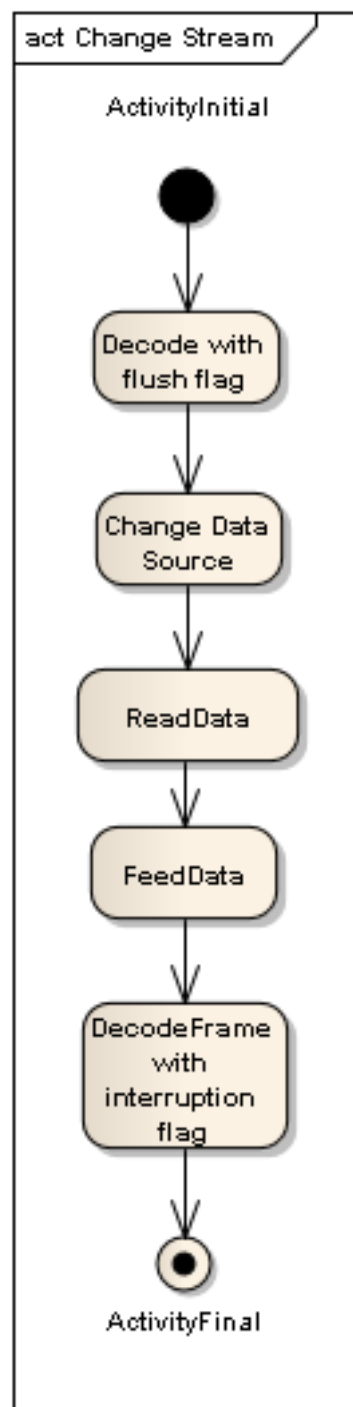 act Change Stream
ActivityInitial
Decode with
flush flag
Change Data
Source
ReadData
FeedData
DecodeFrame
with
interruption
flag
ActivityFinal